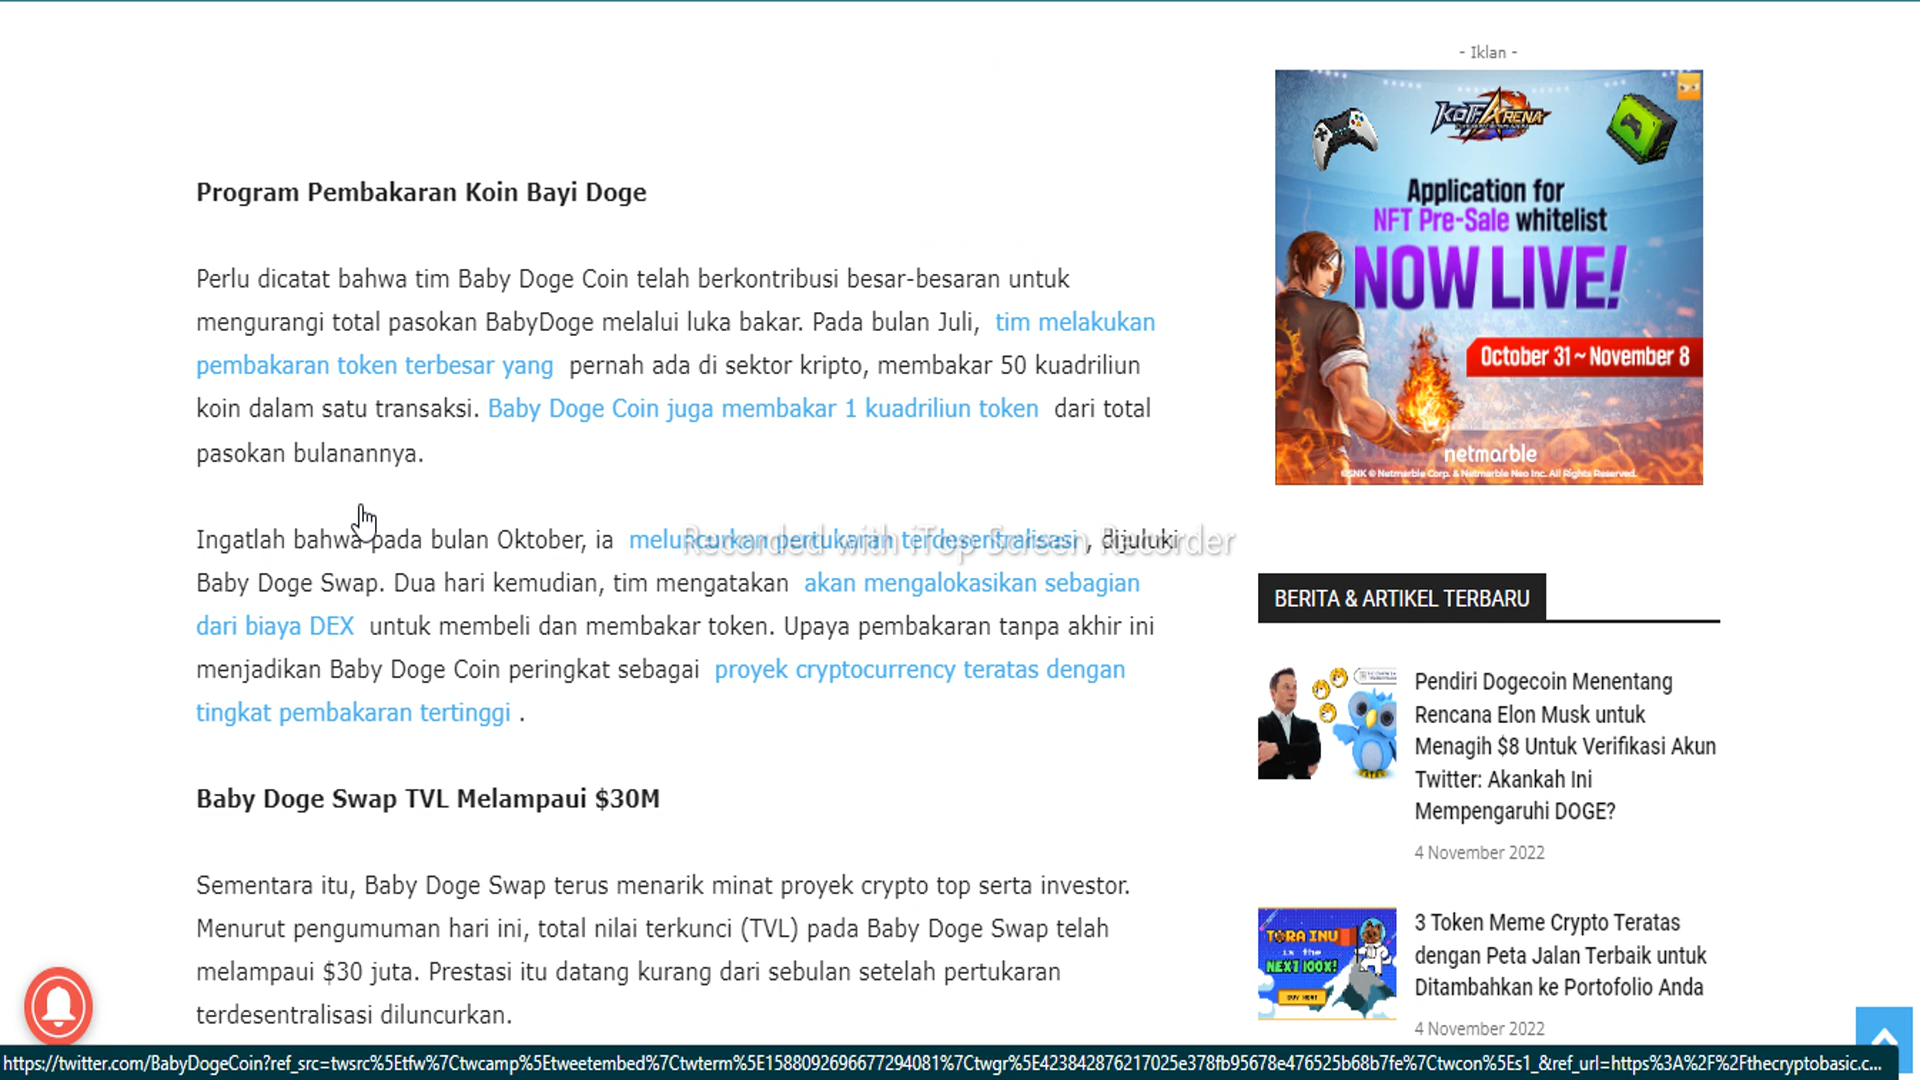 Program Pembakaran Koin Bayi Doge
Perlu dicatat bahwa tim Baby Doge Coin telah berkontribusi besar-besaran untuk
mengurangi total pasokan BabyDoge melalui luka bakar. Pada bulan Juli, tim melakukan
pembakaran token terbesar yang pernah ada di sektor kripto, membakar 50 kuadriliun
koin dalam satu transaksi. Baby Doge Coin juga membakar 1 kuadriliun token dari total
pasokan bulanannya.
Ingatlah bahwa pada bulan Oktober, ia meluncurkan pertukaran terdesentralisasi , dijuluki
Baby Doge Swap. Dua hari kemudian, tim mengatakan akan mengalokasikan sebagian
dari biaya DEX untuk membeli dan membakar token. Upaya pembakaran tanpa akhir ini
menjadikan Baby Doge Coin peringkat sebagai proyek cryptocurrency teratas dengan
tingkat pembakaran tertinggi .
Baby Doge Swap TVL Melampaui $30M
Sementara itu, Baby Doge Swap terus menarik minat proyek crypto top serta investor.
Menurut pengumuman hari ini, total nilai terkunci (TVL) pada Baby Doge Swap telah
melampaui $30 juta. Prestasi itu datang kurang dari sebulan setelah pertukaran
terdesentralisasi diluncurkan.
Recorded with iTop Screen Recorder
- Iklan -
KOF ARENA
Application for
NFT Pre-Sale whitelist
NOW LIVE!
October 31 ~ November 8
netmarble
©SNK © Netmarble Corp. & Netmarble Neo Inc. All Rights Reserved.
BERITA & ARTIKEL TERBARU
Pendiri Dogecoin Menentang
Rencana Elon Musk untuk
Menagih $8 Untuk Verifikasi Akun
Twitter: Akankah Ini
Mempengaruhi DOGE?
4 November 2022
TORA INU
is the
NEXT 100X!
BUY NOW!
3 Token Meme Crypto Teratas
dengan Peta Jalan Terbaik untuk
Ditambahkan ke Portofolio Anda
4 November 2022
https://twitter.com/BabyDogeCoin?ref_src=twsrc%5Etfw%7Ctwcamp%5Etweetembed%7Ctwterm%5E1588092696677294081%7Ctwgr%5E423842876217025e378fb95678e476525b68b7fe%7Ctwcon%5Es1_&ref_url=https%3A%2F%2Fthecryptobasic.c...